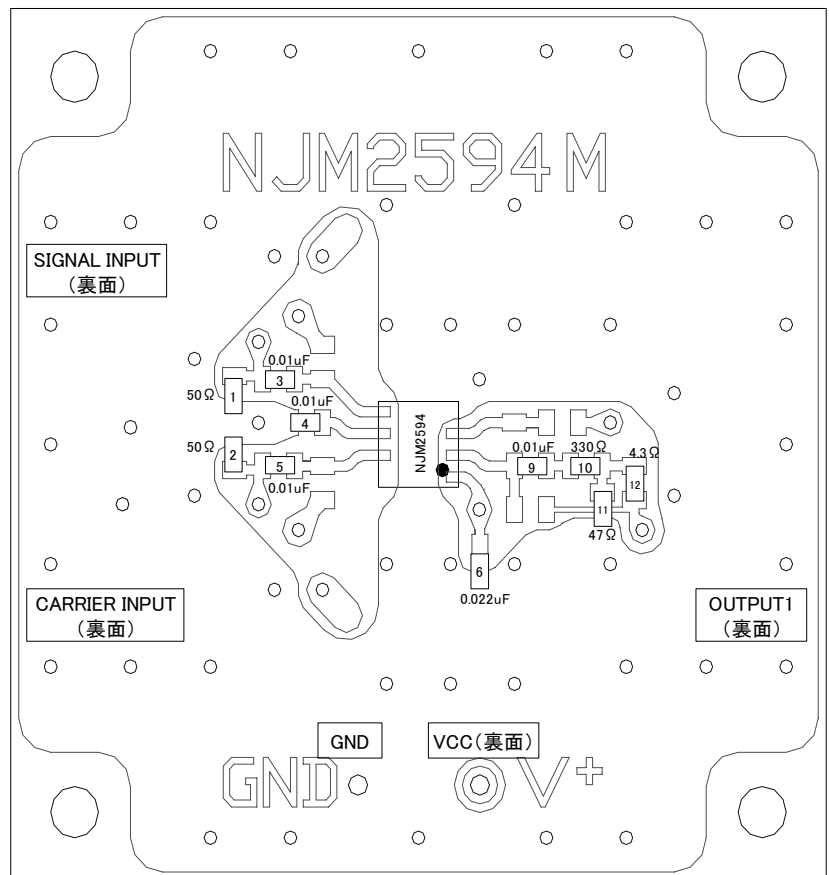 NJM2594M
SIGNAL INPUT
(裏面)
0.01uF
3
50Ω
1
0.01uF
4
50Ω
2
5
0.01uF
NJM2594
0.01uF
9
330Ω
10
4.3Ω
12
11
47Ω
6
0.022uF
CARRIER INPUT
(裏面)
OUTPUT1
(裏面)
GND
VCC(裏面)
GND
V+